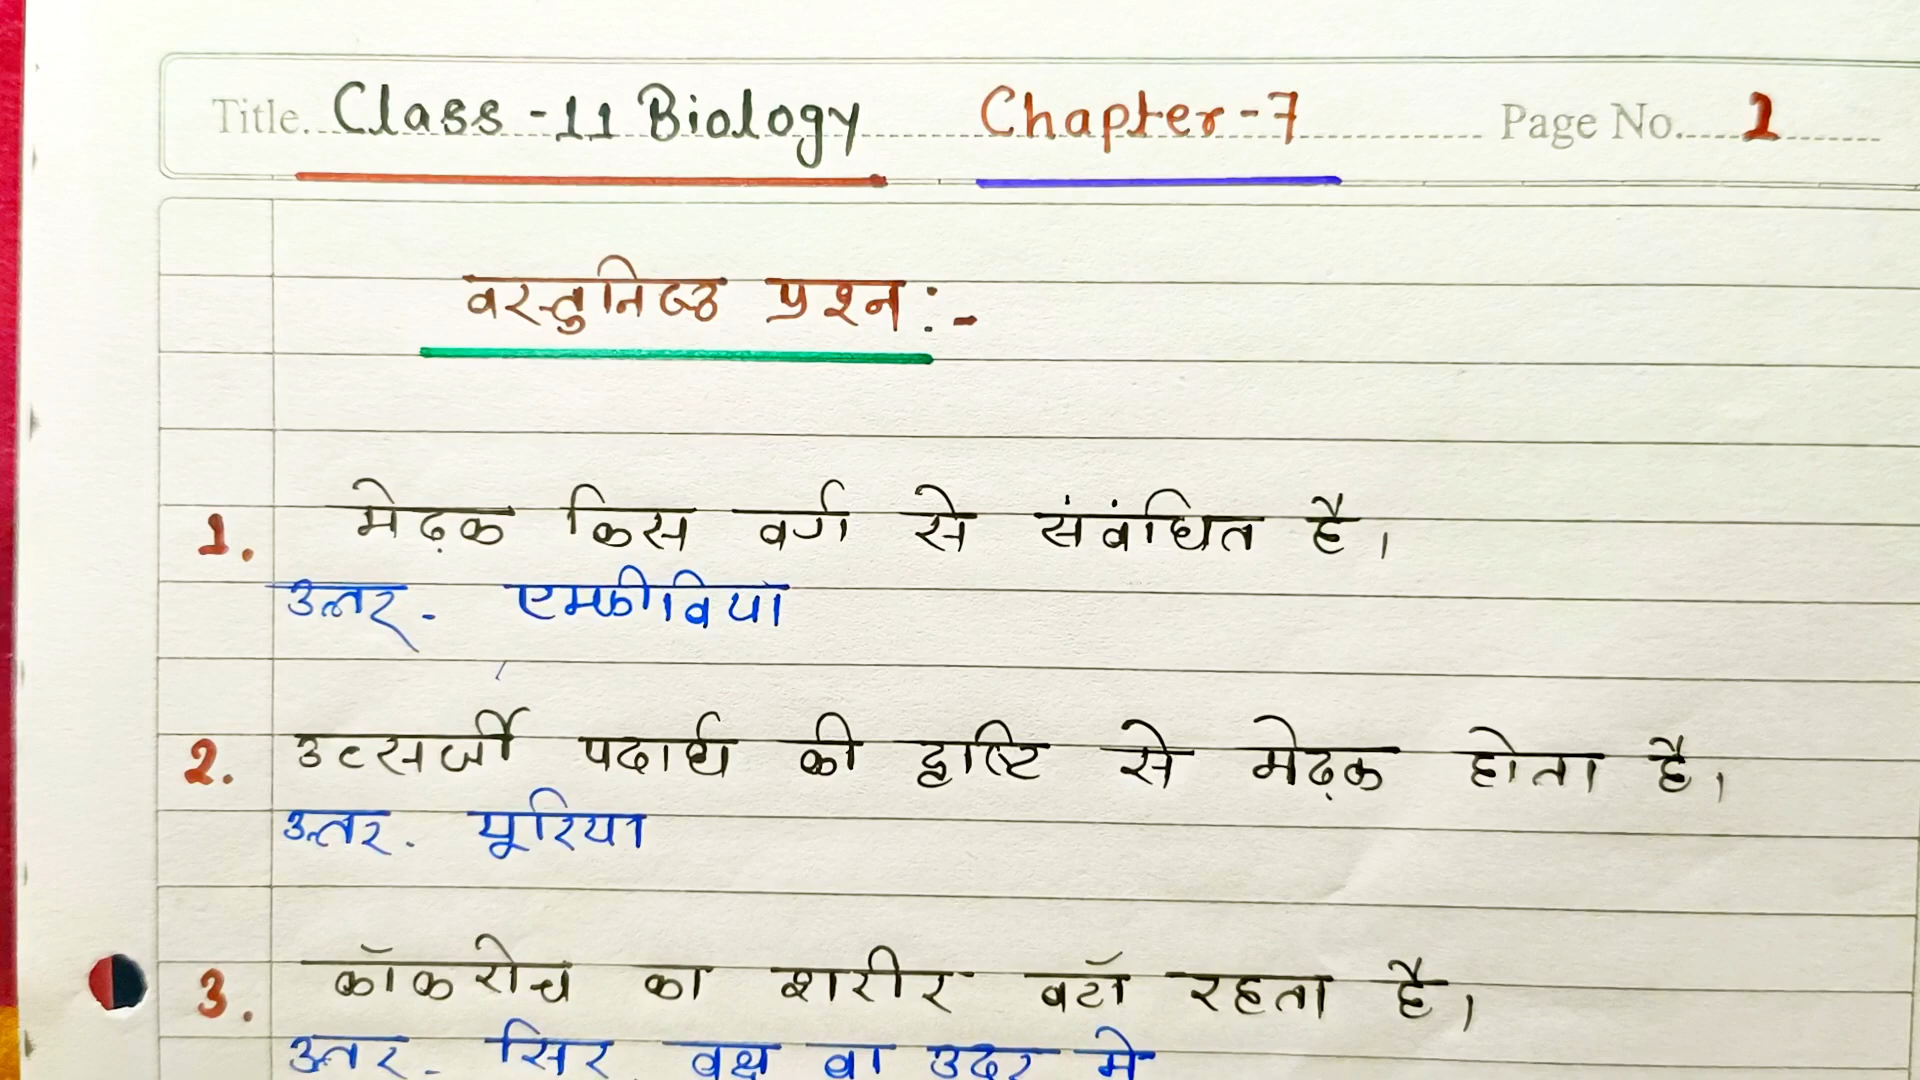 Title. Class - 11 Biology Chapter - 7 Page No. 1
वस्तुनिष्ठ प्रश्न :-
1. मेढ़क किस वर्ग से संबंधित है।
उत्तर. - एम्फीविया
2. उत्सर्जी पदार्थ की दृष्टि से मेढ़क होता है।
उत्तर. यूरिया
3. कॉकरोच का शरीर बटाॅ रहता है।
उत्तर. - सिर, वक्ष वा उदर मे